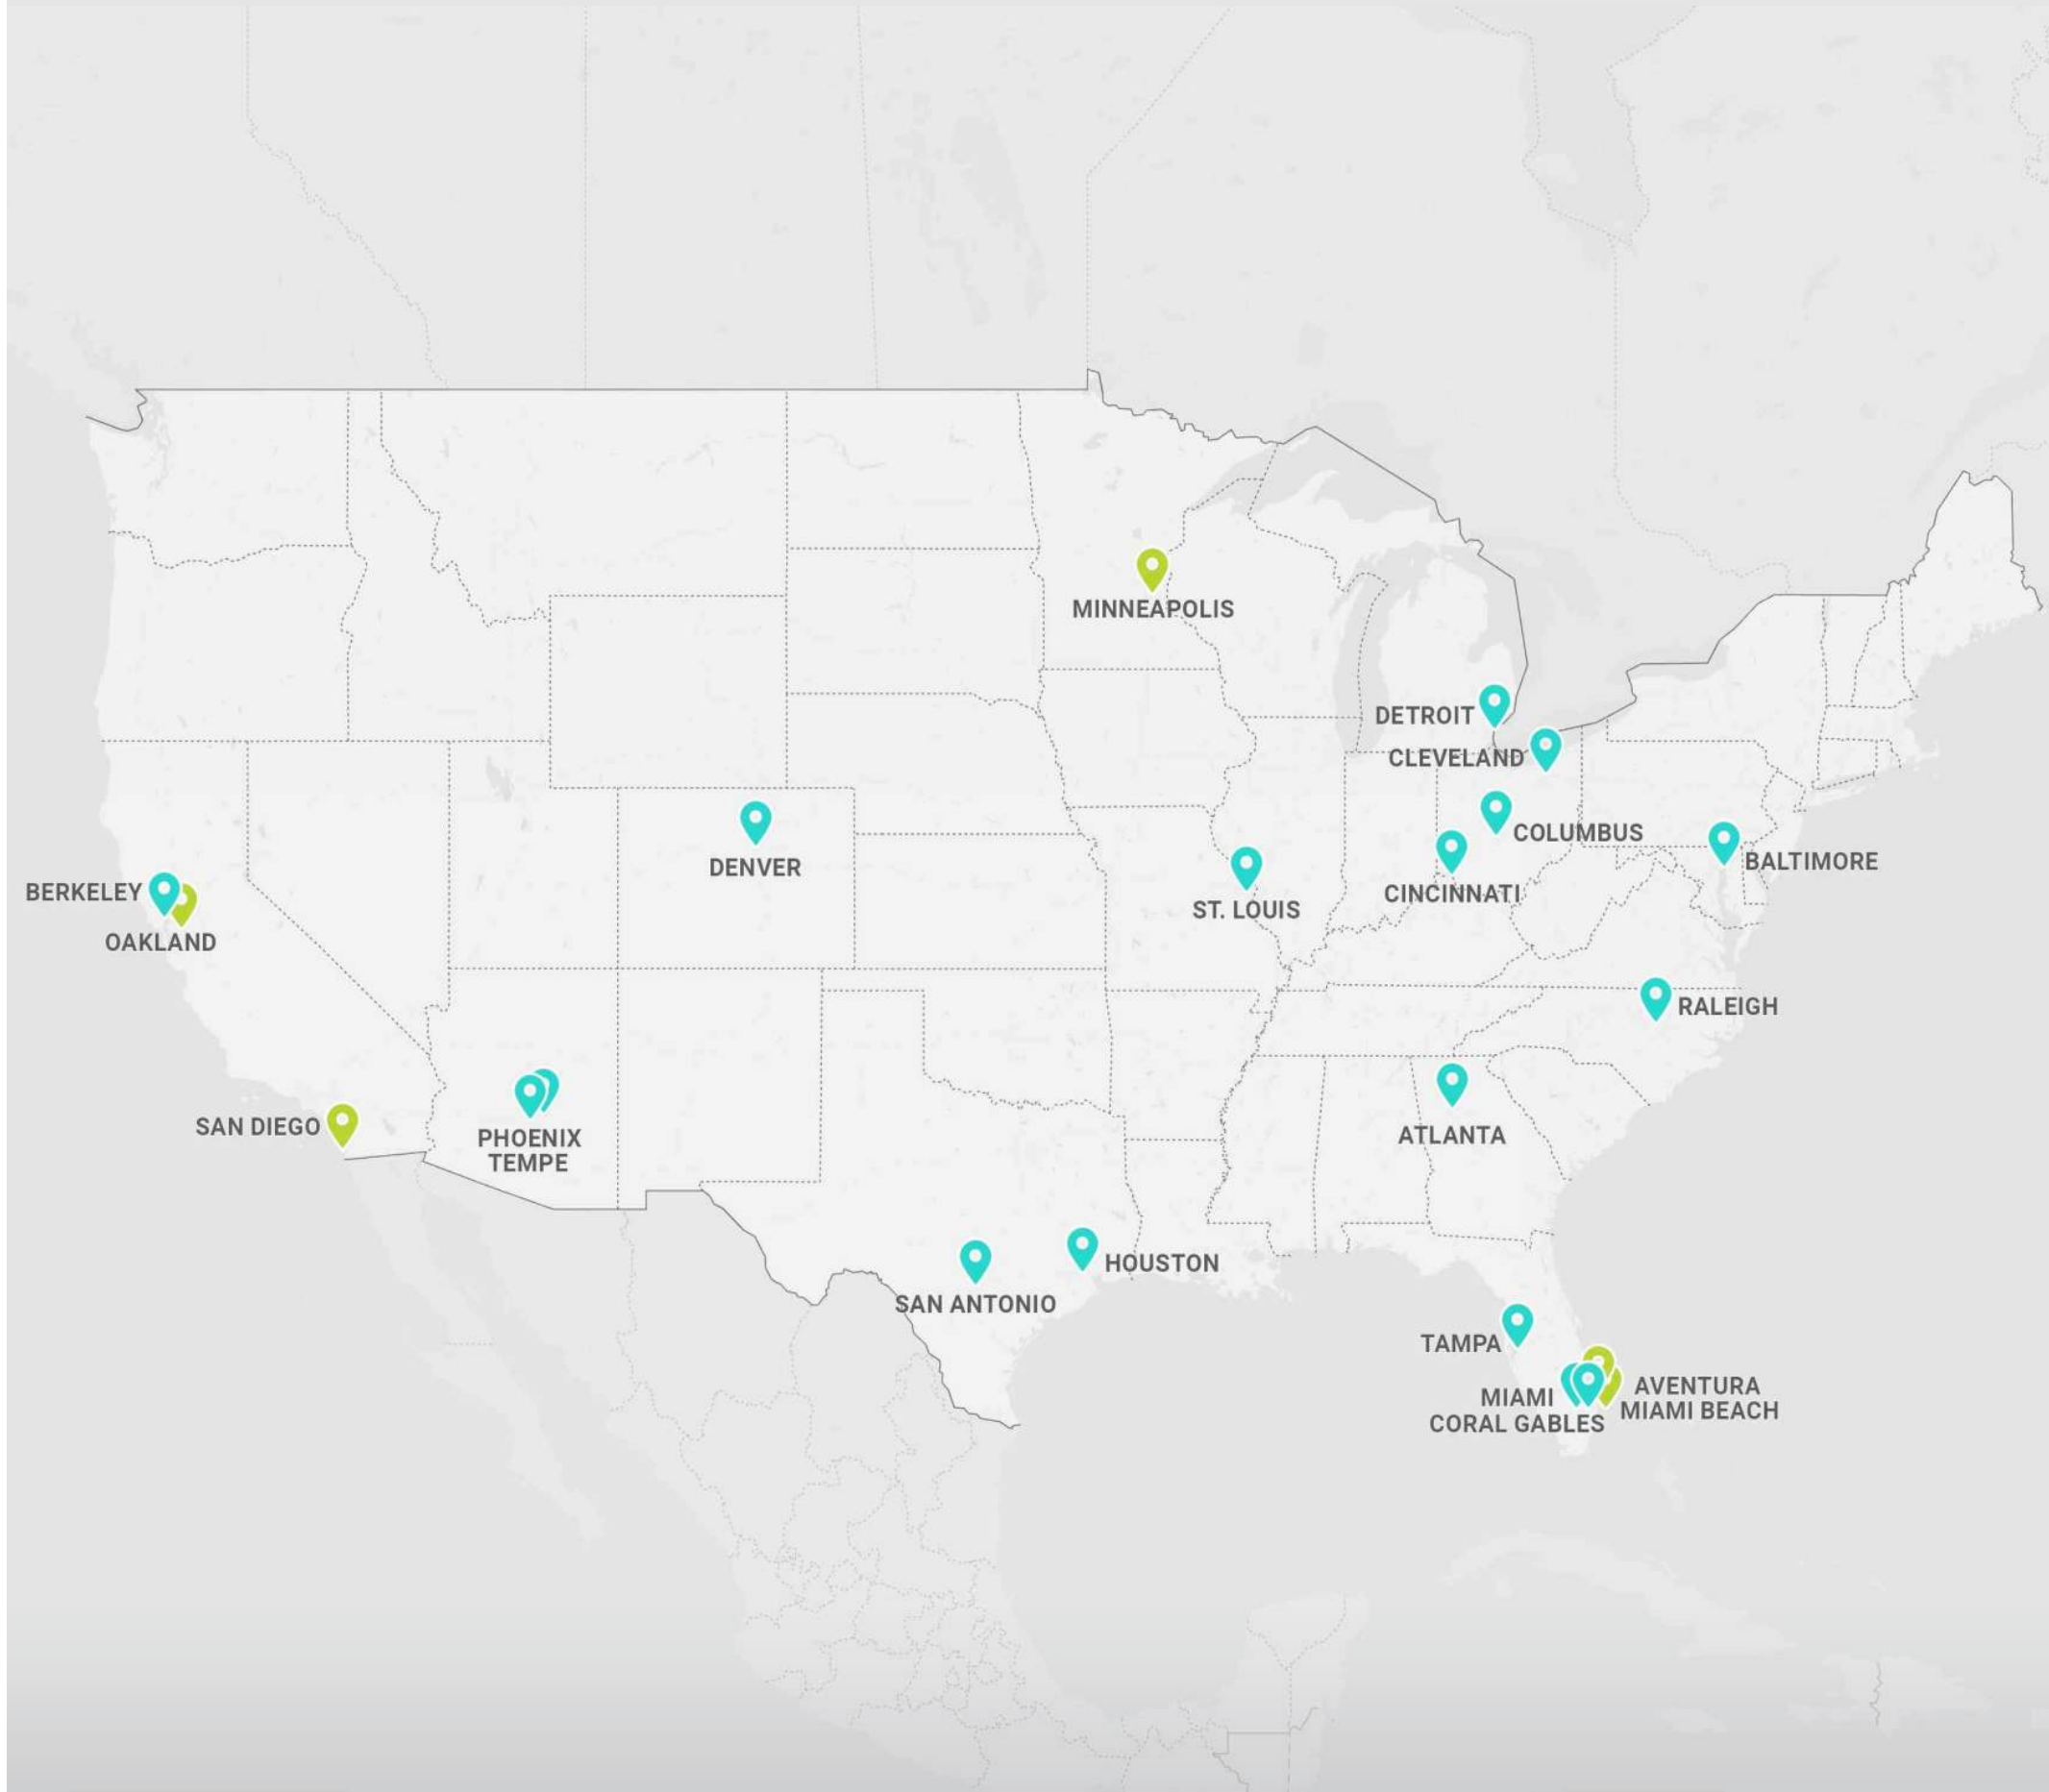 MINNEAPOLIS
DETROIT
CLEVELAND
COLUMBUS
DENVER
BALTIMORE
BERKELEY
CINCINNATI
ST. LOUIS
OAKLAND
RALEIGH
SAN DIEGO
PHOENIX
TEMPE
ATLANTA
HOUSTON
SAN ANTONIO
TAMPA
AVENTURA
MIAMI BEACH
MIAMI
CORAL GABLES